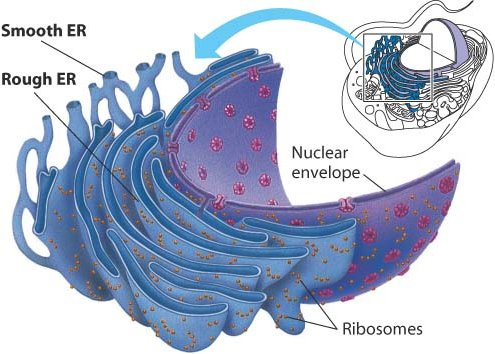 Smooth ER
Rough ER
Nuclear
envelope
Ribosomes